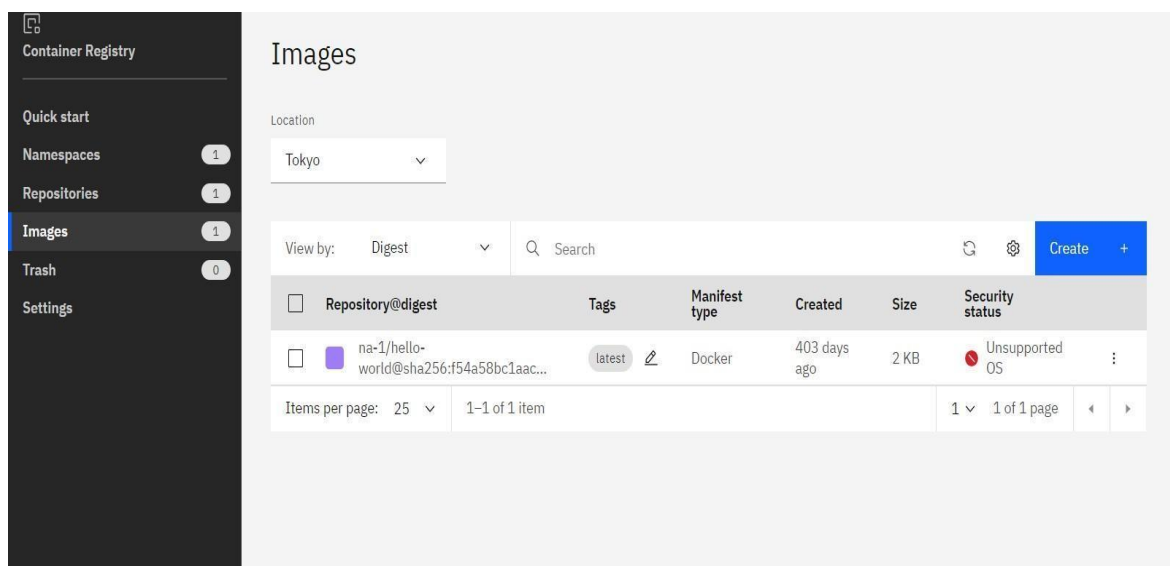 Container Registry
Quick start
Namespaces 1
Repositories 1
Images 1
Trash 0
Settings
Images
Location
Tokyo
View by: Digest Search Create +
Repository@digest Tags Manifest type Created Size Security status
na-1/hello-
world@sha256:f54a58bc1aac... latest Docker 403 days ago 2 KB Unsupported OS
Items per page: 25 1–1 of 1 item 1 1 of 1 page